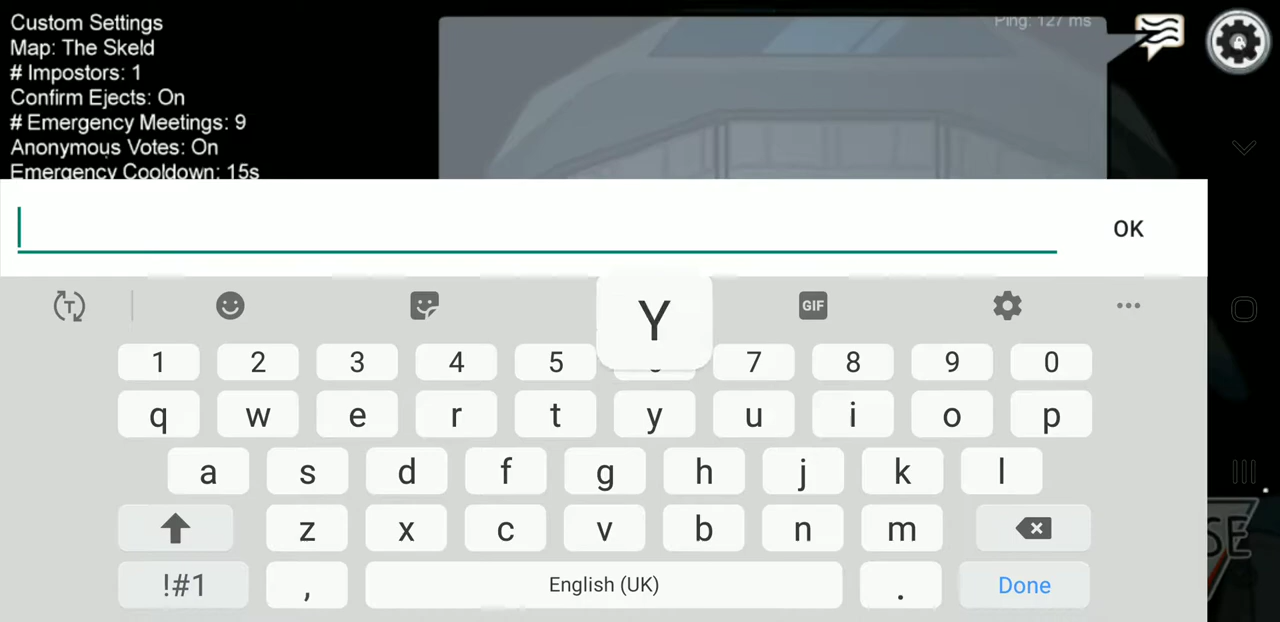 Custom Settings
Map: The Skeld
# Impostors: 1
Confirm Ejects: On
# Emergency Meetings: 9
Anonymous Votes: On
Emergency Cooldown: 15s
Ping: 127 ms
OK
T
GIF
Y
1 2 3 4 5 7 8 9 0
q w e r t y u i o p
a s d f g h j k l
z x c v b n m
!#1 , English (UK) . Done